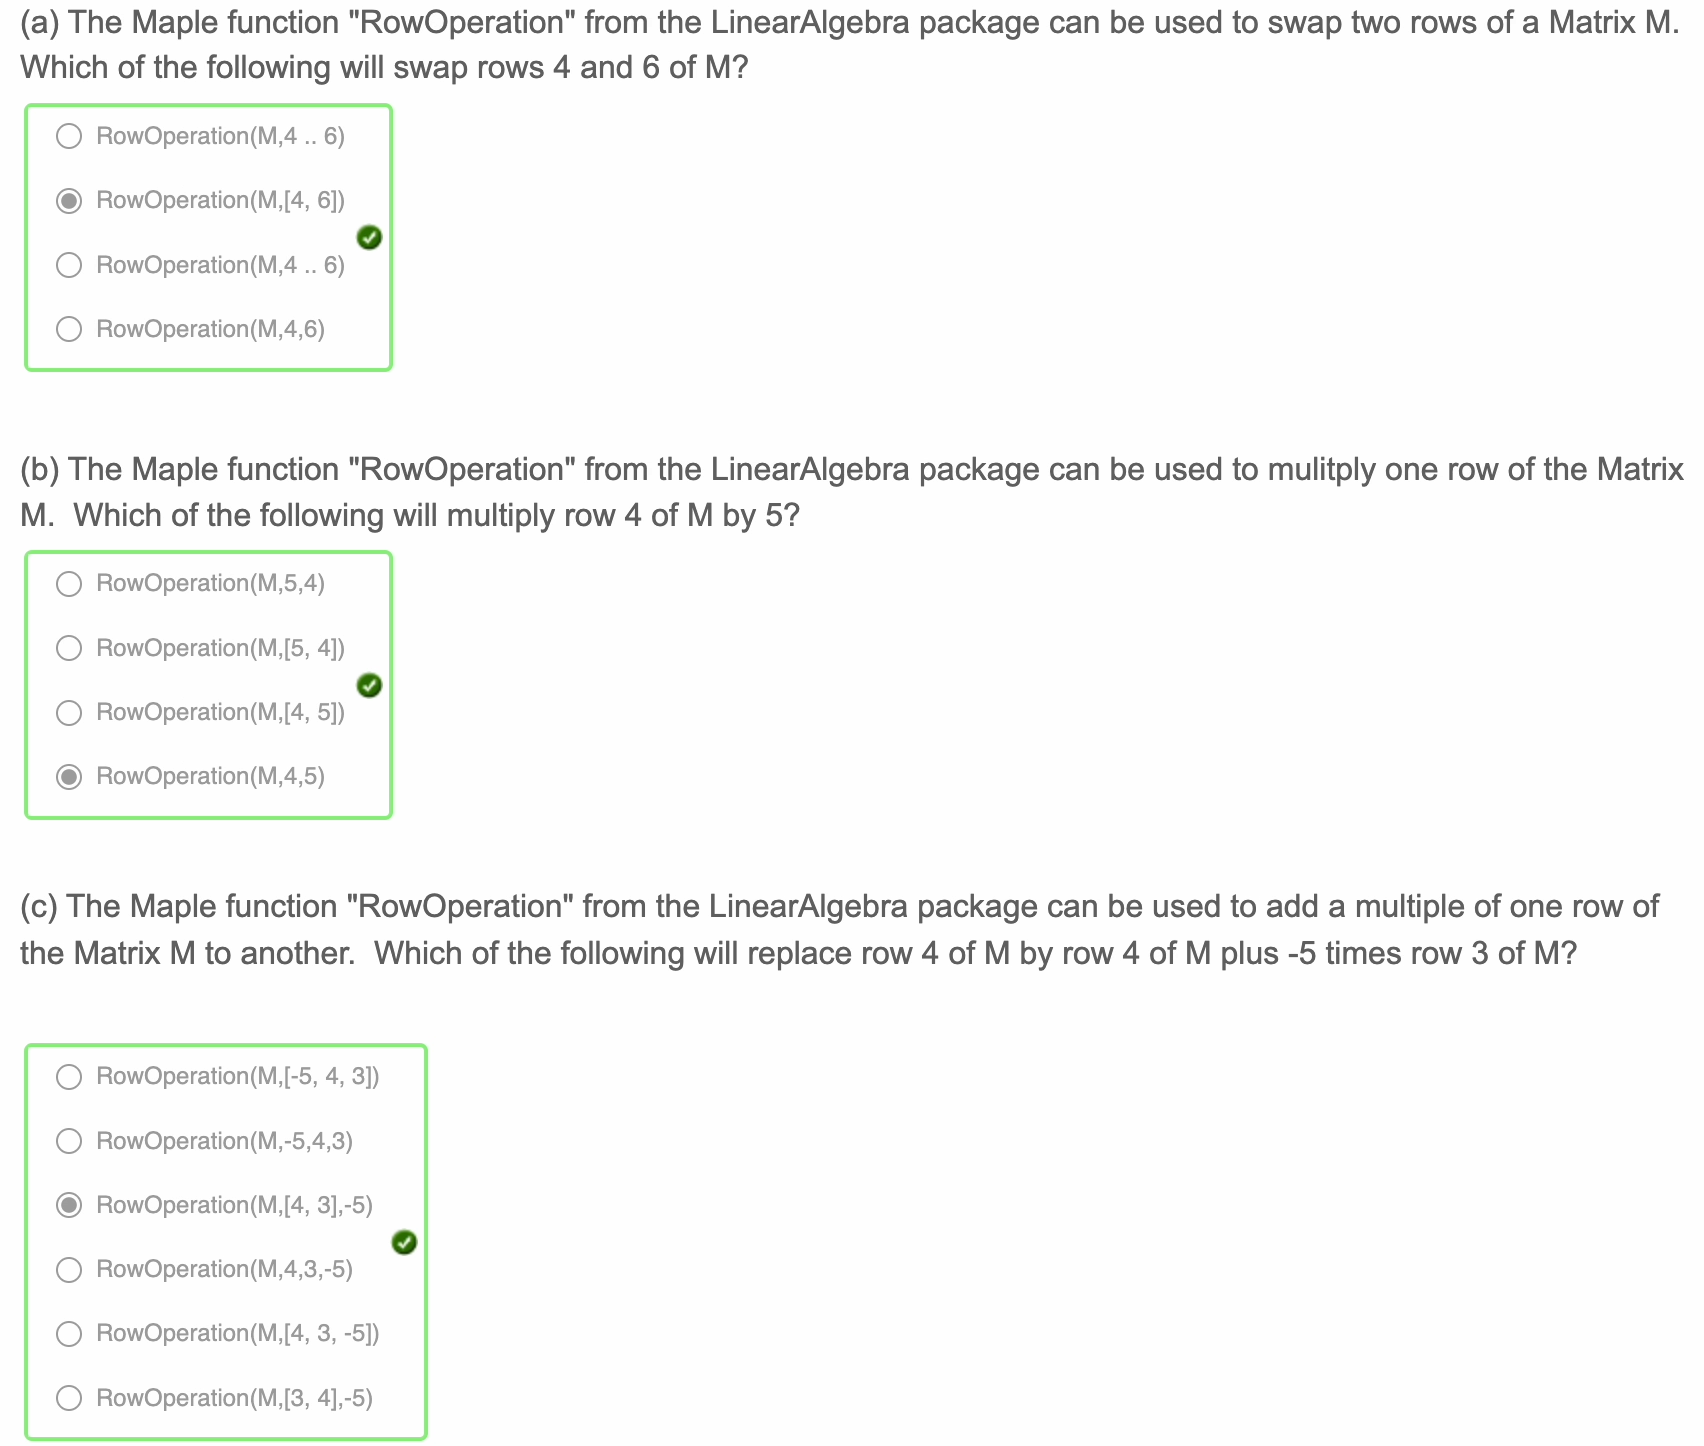 (a) The Maple function "RowOperation" from the LinearAlgebra package can be used to swap two rows of a Matrix M.
Which of the following will swap rows 4 and 6 of M?
RowOperation(M,4 .. 6)
RowOperation(M,[4, 6])
RowOperation(M,4 .. 6)
RowOperation(M,4,6)
(b) The Maple function "RowOperation" from the LinearAlgebra package can be used to mulitply one row of the Matrix
M.  Which of the following will multiply row 4 of M by 5?
RowOperation(M,5,4)
RowOperation(M,[5, 4])
RowOperation(M,[4, 5])
RowOperation(M,4,5)
(c) The Maple function "RowOperation" from the LinearAlgebra package can be used to add a multiple of one row of
the Matrix M to another.  Which of the following will replace row 4 of M by row 4 of M plus -5 times row 3 of M?
RowOperation(M,[-5, 4, 3])
RowOperation(M,-5,4,3)
RowOperation(M,[4, 3],-5)
RowOperation(M,4,3,-5)
RowOperation(M,[4, 3, -5])
RowOperation(M,[3, 4],-5)